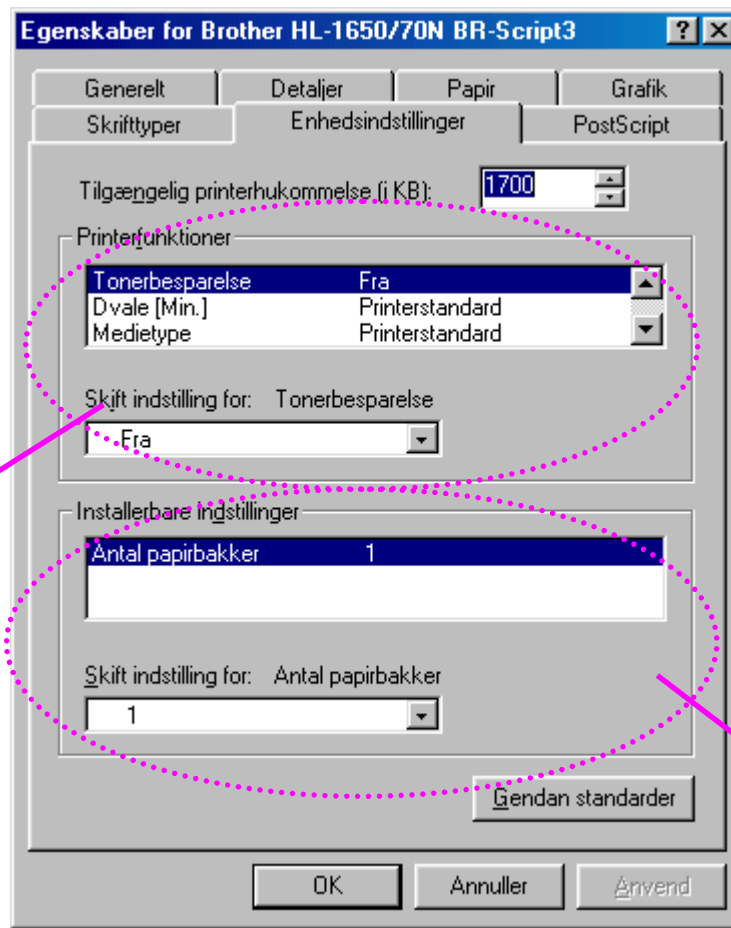 Egenskaber for Brother HL-1650/70N BR-Script3
Generelt Detaljer Papir Grafik
Skrifttyper Enhedsindstillinger PostScript
Tilgængelig printerhukommelse (i KB): 1700
Printerfunktioner
Tonerbesparelse Fra
Dvale [Min.] Printerstandard
Medietype Printerstandard
Skift indstilling for: Tonerbesparelse
Fra
Installerbare indstillinger
Antal papirbakker 1
Skift indstilling for: Antal papirbakker
1
Gendan standarder
OK Annuller Anvend